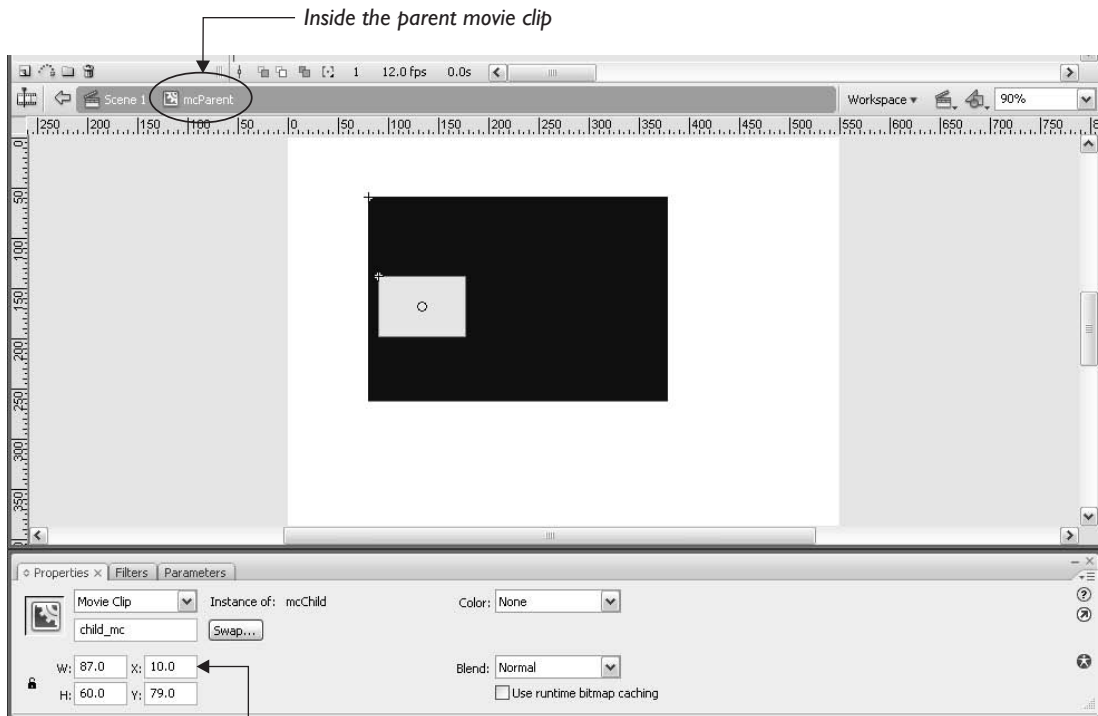 Inside the parent movie clip
1 12.0 fps 0.0s
Scene 1 mcParent Workspace 90%
250 200 150 100 50 0 50 100 150 200 250 300 350 400 450 500 550 600 650 700 750
0
50
100
150
200
250
300
350
Properties × Filters Parameters
Movie Clip Instance of: mcChild Color: None
child_mc Swap...
W: 87.0 X: 10.0 Blend: Normal
H: 60.0 Y: 79.0 Use runtime bitmap caching